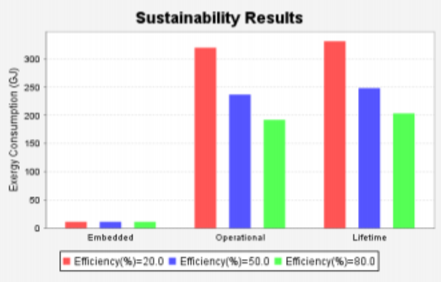 Sustainability Results
Exergy Consumption (GJ)
300
250
200
150
100
50
0
Embedded Operational Lifetime
Efficiency(%)=20.0 Efficiency(%)=50.0 Efficiency(%)=80.0